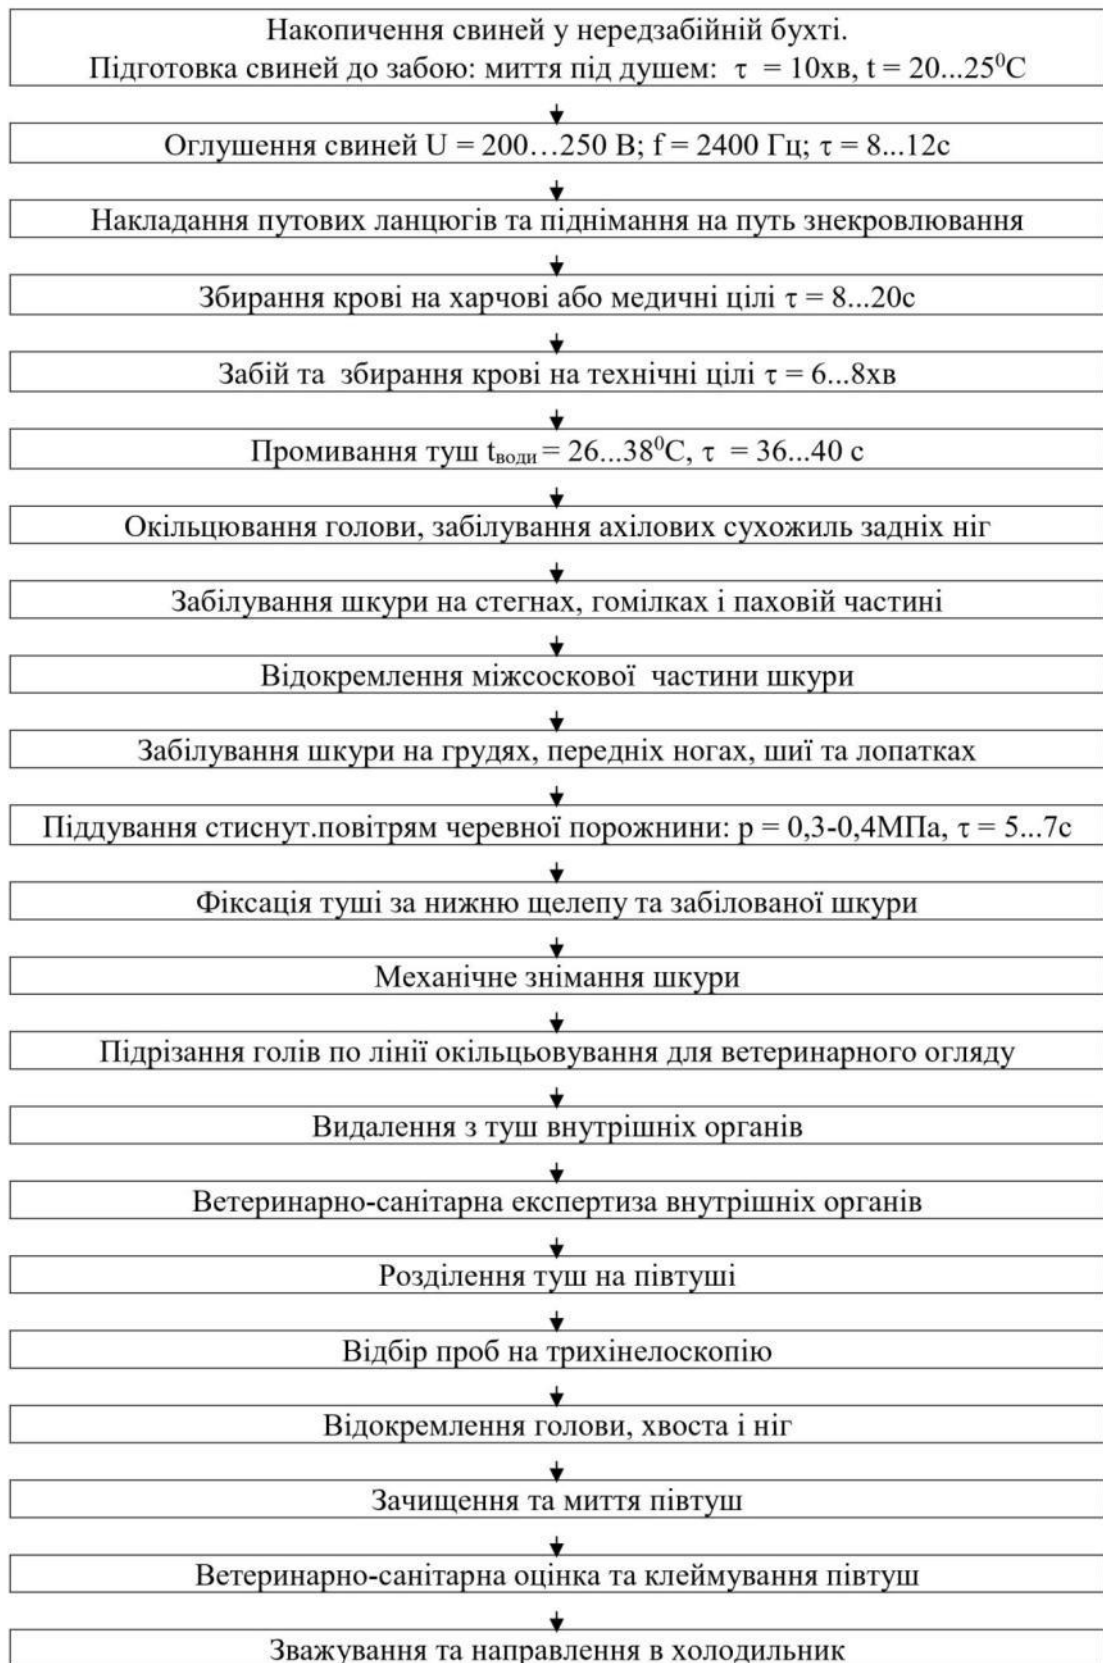 Накопичення свиней у нередзабійній бухті.
Підготовка свиней до забою: миття під душем: τ = 10хв, t = 20...25⁰С
Оглушення свиней U = 200…250 В; f = 2400 Гц; τ = 8...12с
Накладання путових ланцюгів та піднімання на путь знекровлювання
Збирання крові на харчові або медичні цілі τ = 8...20с
Забій та збирання крові на технічні цілі τ = 6...8хв
Промивання туш tводи = 26...38⁰С, τ = 36...40 с
Окільцювання голови, забілування ахілових сухожиль задніх ніг
Забілування шкури на стегнах, гомілках і паховій частині
Відокремлення міжсоскової частини шкури
Забілування шкури на грудях, передніх ногах, шиї та лопатках
Піддування стиснут.повітрям черевної порожнини: р = 0,3-0,4МПа, τ = 5...7с
Фіксація туші за нижню щелепу та забілованої шкури
Механічне знімання шкури
Підрізання голів по лінії окільцьовування для ветеринарного огляду
Видалення з туш внутрішніх органів
Ветеринарно-санітарна експертиза внутрішніх органів
Розділення туш на півтуші
Відбір проб на трихінелоскопію
Відокремлення голови, хвоста і ніг
Зачищення та миття півтуш
Ветеринарно-санітарна оцінка та клеймування півтуш
Зважування та направлення в холодильник